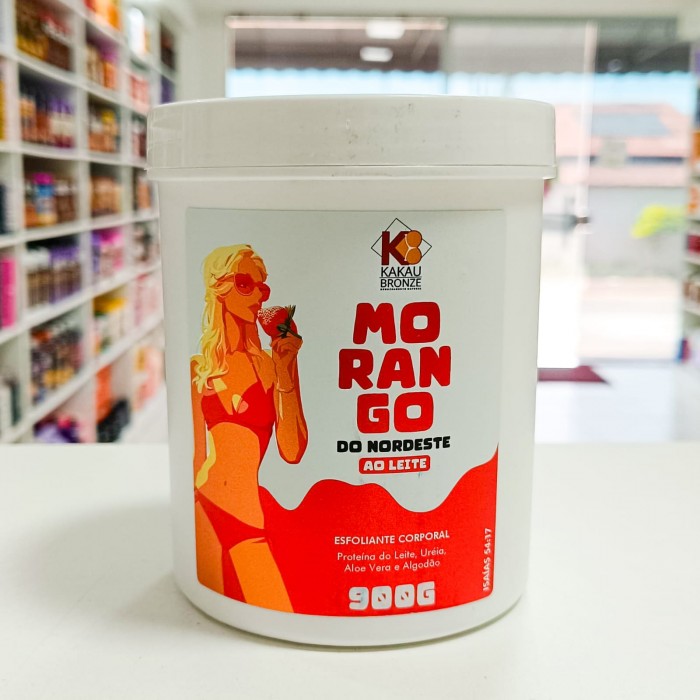 KB
KAKAU
BRONZE
MO
RAN
GO
DO NORDESTE
AO LEITE
ESFOLIANTE CORPORAL
Proteína do Leite, Uréia,
Aloe Vera e Algodão
900G
ISAÍAS 54:17